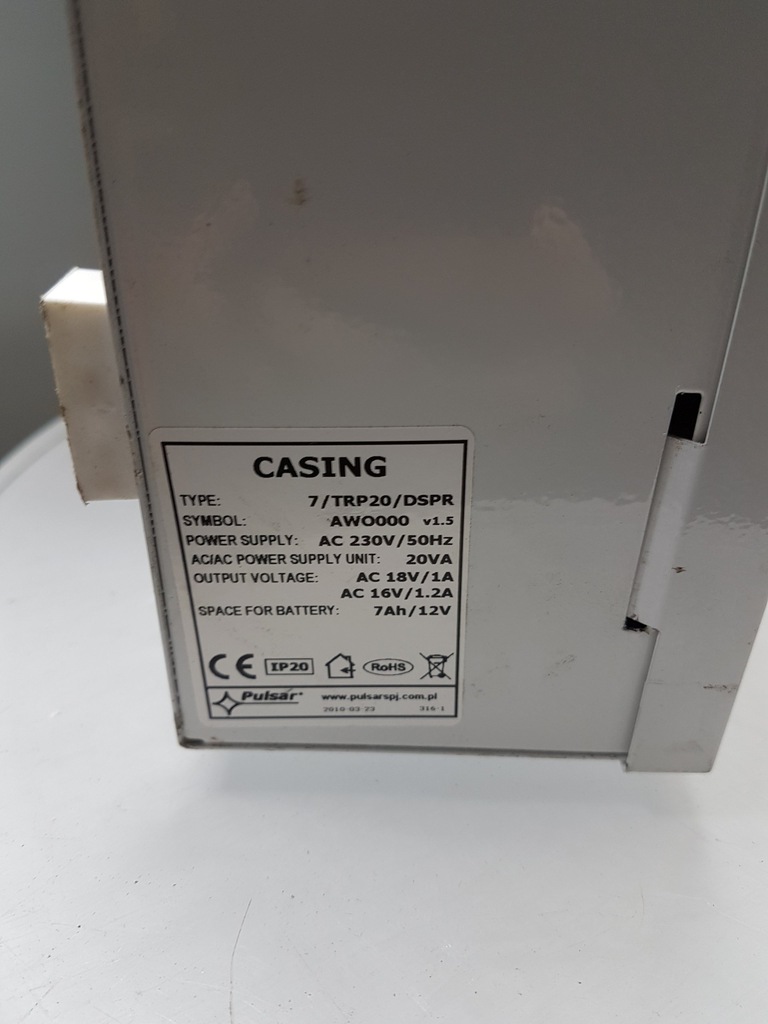 CASING
TYPE: 7/TRP20/DSPR
SYMBOL: AWO000 v1.5
POWER SUPPLY: AC 230V/50Hz
AC/AC POWER SUPPLY UNIT: 20VA
OUTPUT VOLTAGE: AC 18V/1A
AC 16V/1.2A
SPACE FOR BATTERY: 7Ah/12V
CE IP20 RoHS
Pulsar® www.pulsarspj.com.pl
2010-03-23 316-1